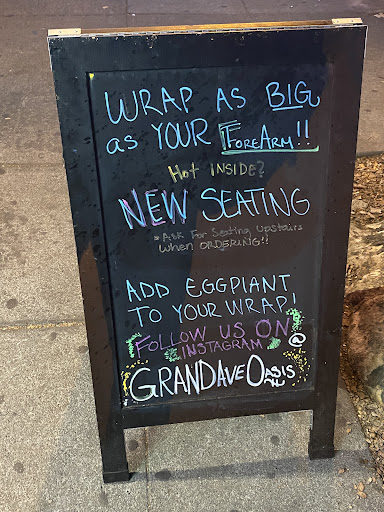 WRAP AS BIG
as YOUR ForeArm!!
Hot INSIDE?
NEW SEATING
*Ask For Seating Upstairs
When ORDERING!!
ADD EGGPlANT
TO YOUR WRAP!
FOLLOW US ON
INSTAGRAM @
GRANDAVEOASIS